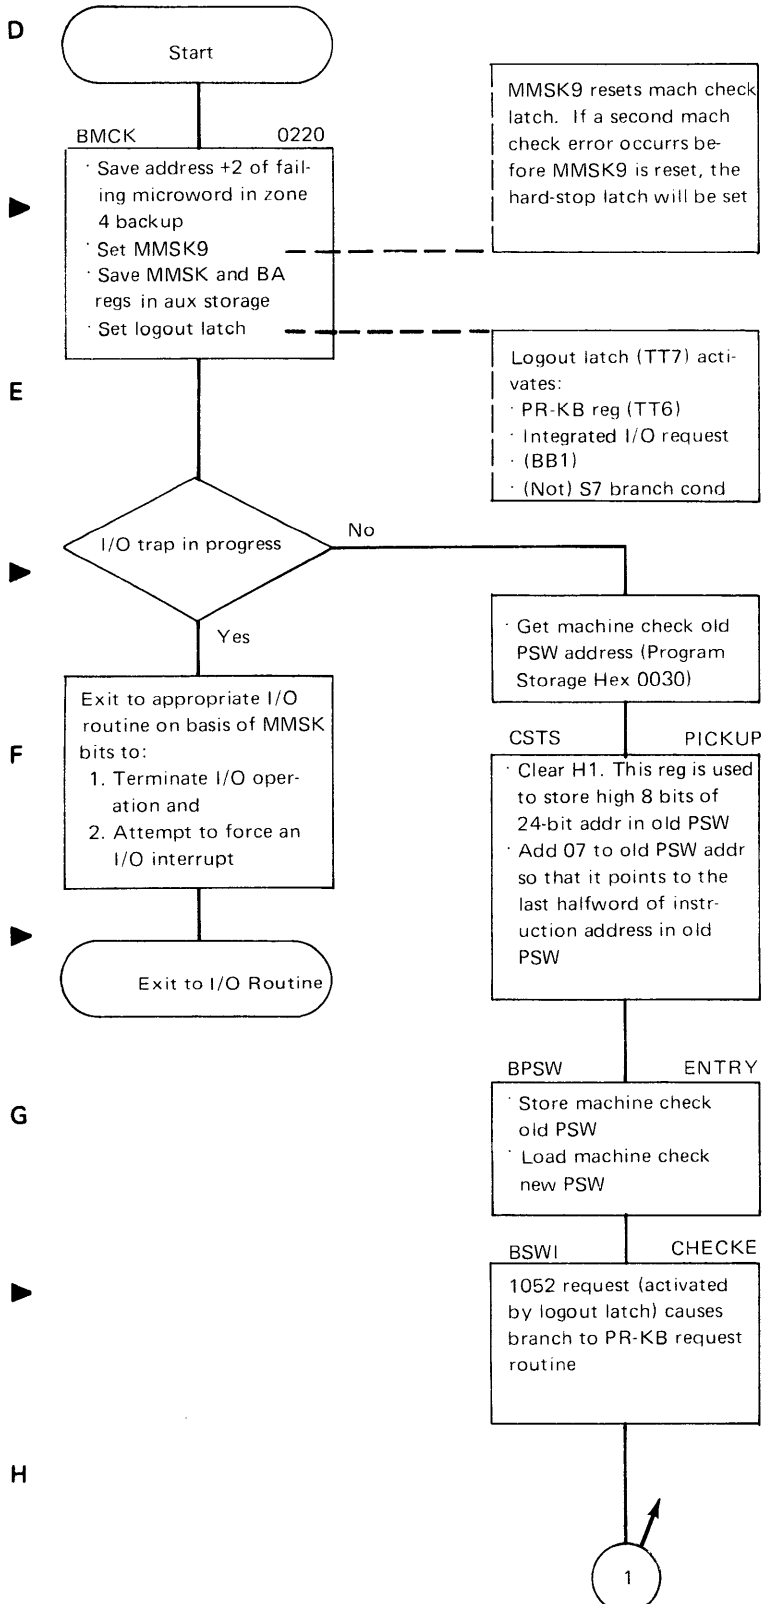 D
Start
BMCK 0220
· Save address +2 of fail-
ing microword in zone
4 backup
· Set MMSK9
· Save MMSK and BA
regs in aux storage
· Set logout latch
MMSK9 resets mach check
latch. If a second mach
check error occurrs be-
fore MMSK9 is reset, the
hard-stop latch will be set
E
Logout latch (TT7) acti-
vates:
· PR-KB reg (TT6)
· Integrated I/O request
· (BB1)
· (Not) S7 branch cond
I/O trap in progress
No
Yes
· Get machine check old
PSW address (Program
Storage Hex 0030)
F
Exit to appropriate I/O
routine on basis of MMSK
bits to:
1. Terminate I/O oper-
ation and
2. Attempt to force an
I/O interrupt
Exit to I/O Routine
CSTS PICKUP
· Clear H1. This reg is used
to store high 8 bits of
24-bit addr in old PSW
· Add 07 to old PSW addr
so that it points to the
last halfword of instr-
uction address in old
PSW
G
BPSW ENTRY
· Store machine check
old PSW
· Load machine check
new PSW
BSWI CHECKE
1052 request (activated
by logout latch) causes
branch to PR-KB request
routine
H
1